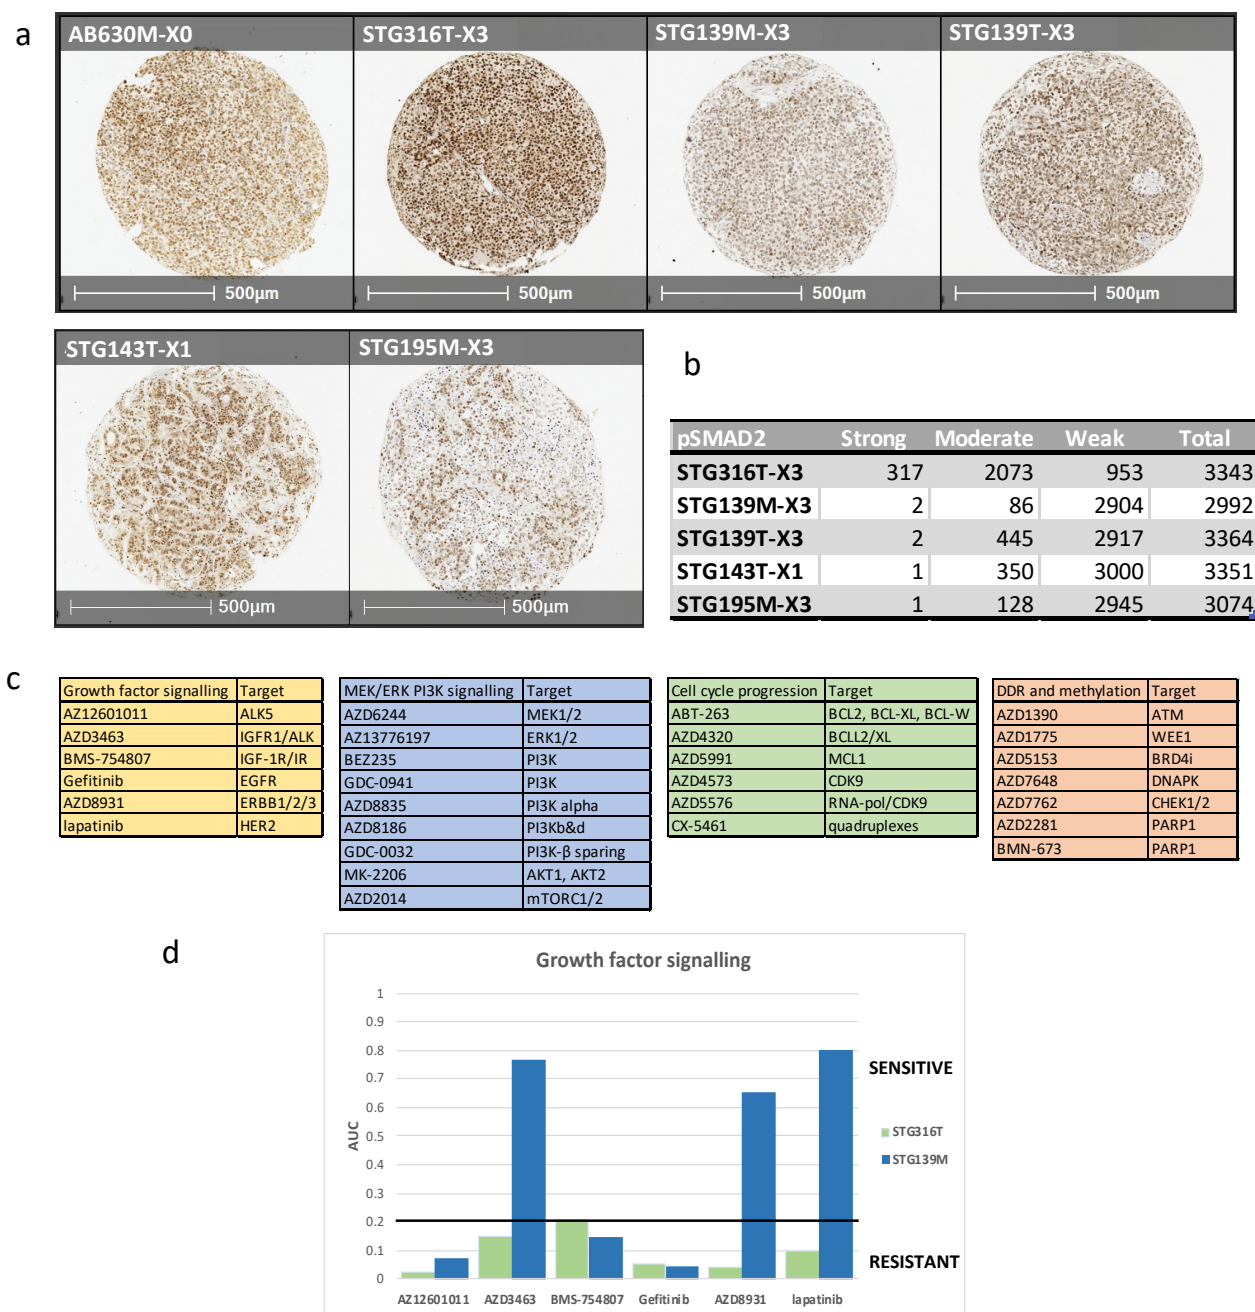 a
AB630M-X0 STG316T-X3 STG139M-X3 STG139T-X3
500µm 500µm 500µm 500µm
STG143T-X1 STG195M-X3
500µm 500µm
b
pSMAD2 Strong Moderate Weak Total
STG316T-X3 317 2073 953 3343
STG139M-X3 2 86 2904 2992
STG139T-X3 2 445 2917 3364
STG143T-X1 1 350 3000 3351
STG195M-X3 1 128 2945 3074
c
Growth factor signalling Target
AZ12601011 ALK5
AZD3463 IGFR1/ALK
BMS-754807 IGF-1R/IR
Gefitinib EGFR
AZD8931 ERBB1/2/3
lapatinib HER2
MEK/ERK PI3K signalling Target
AZD6244 MEK1/2
AZ13776197 ERK1/2
BEZ235 PI3K
GDC-0941 PI3K
AZD8835 PI3K alpha
AZD8186 PI3Kb&d
GDC-0032 PI3K-β sparing
MK-2206 AKT1, AKT2
AZD2014 mTORC1/2
Cell cycle progression Target
ABT-263 BCL2, BCL-XL, BCL-W
AZD4320 BCLL2/XL
AZD5991 MCL1
AZD4573 CDK9
AZD5576 RNA-pol/CDK9
CX-5461 quadruplexes
DDR and methylation Target
AZD1390 ATM
AZD1775 WEE1
AZD5153 BRD4i
AZD7648 DNAPK
AZD7762 CHEK1/2
AZD2281 PARP1
BMN-673 PARP1
d
Growth factor signalling
1
0.9
0.8
0.7
0.6
0.5
0.4
0.3
0.2
0.1
0
AUC
SENSITIVE
STG316T
STG139M
RESISTANT
AZ12601011 AZD3463 BMS-754807 Gefitinib AZD8931 lapatinib